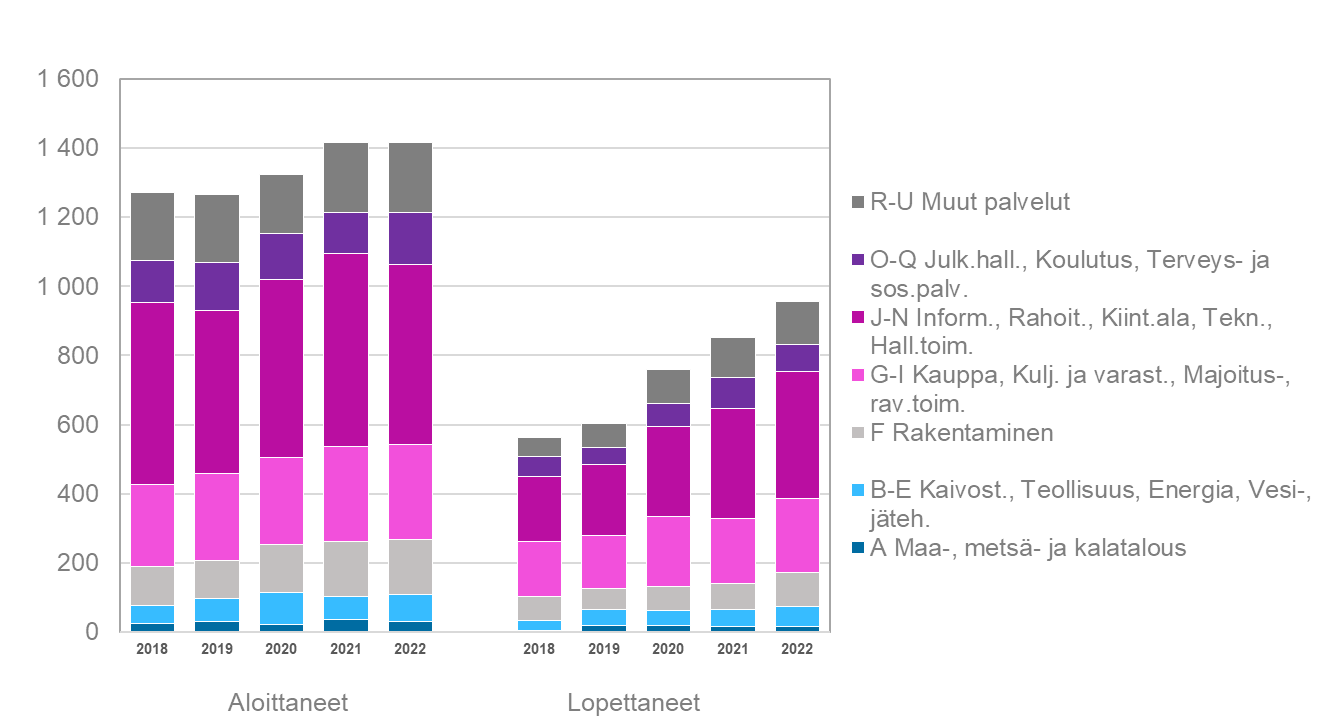 1 600
1 400
1 200
1 000
800
600
400
200
0
2018 2019 2020 2021 2022 2018 2019 2020 2021 2022
Aloittaneet Lopettaneet
R-U Muut palvelut
O-Q Julk.hall., Koulutus, Terveys- ja
sos.palv.
J-N Inform., Rahoit., Kiint.ala, Tekn.,
Hall.toim.
G-I Kauppa, Kulj. ja varast., Majoitus-,
rav.toim.
F Rakentaminen
B-E Kaivost., Teollisuus, Energia, Vesi-,
jäteh.
A Maa-, metsä- ja kalatalous